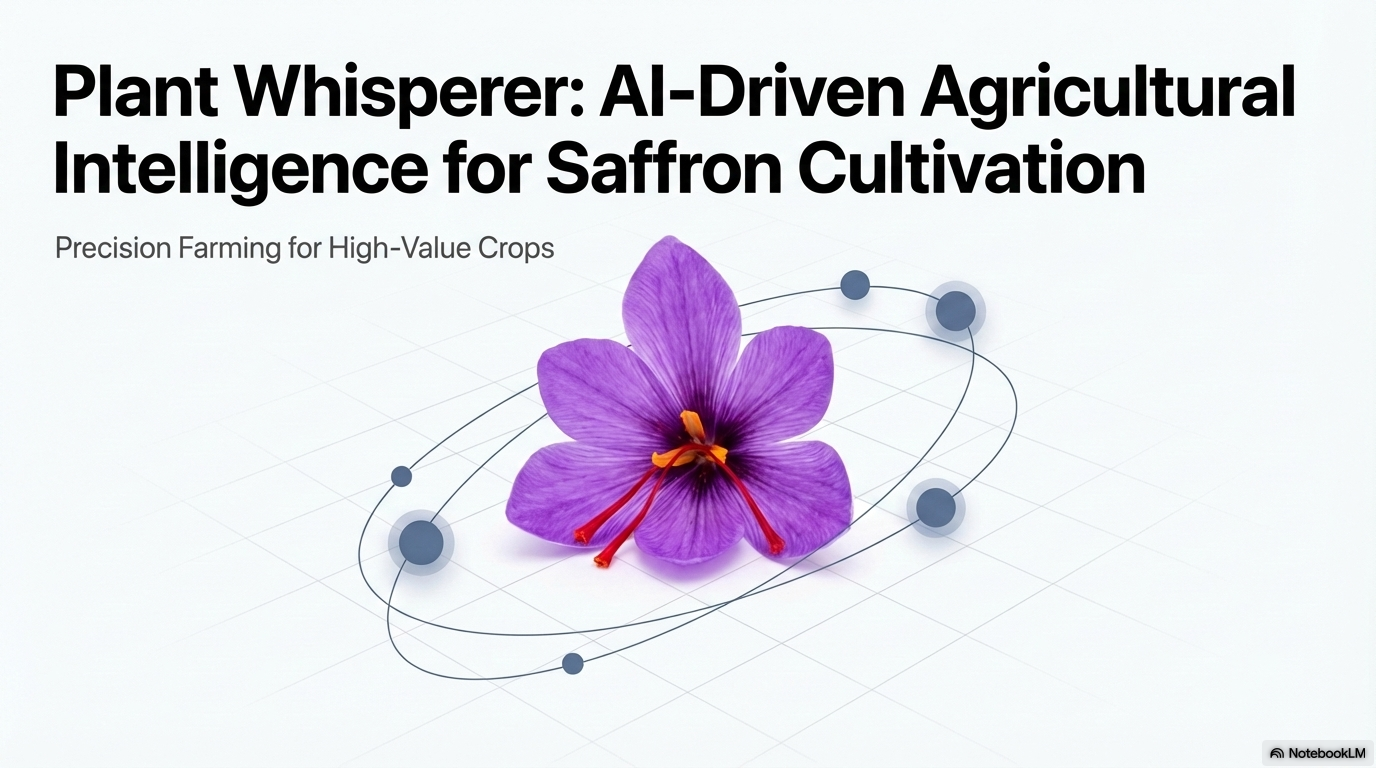 Plant Whisperer: AI-Driven Agricultural
Intelligence for Saffron Cultivation
Precision Farming for High-Value Crops
NotebookLM